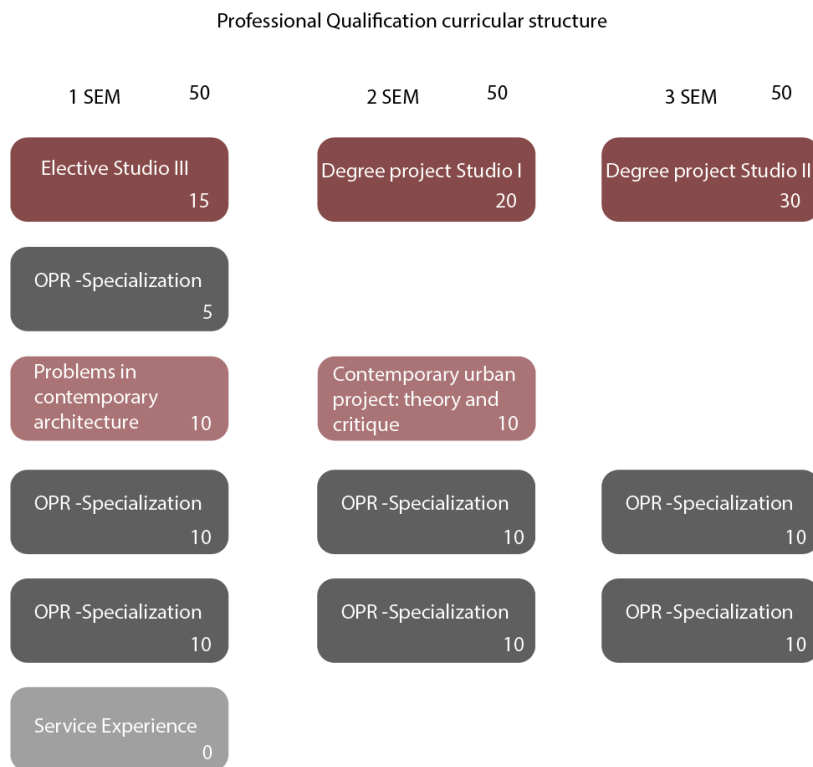 Professional Qualification curricular structure
1 SEM 50
2 SEM 50
3 SEM 50
Elective Studio III
15
Degree project Studio I
20
Degree project Studio II
30
OPR -Specialization
5
Problems in
contemporary
architecture 10
Contemporary urban
project: theory and
critique 10
OPR -Specialization
10
OPR -Specialization
10
OPR -Specialization
10
OPR -Specialization
10
OPR -Specialization
10
OPR -Specialization
10
Service Experience
0